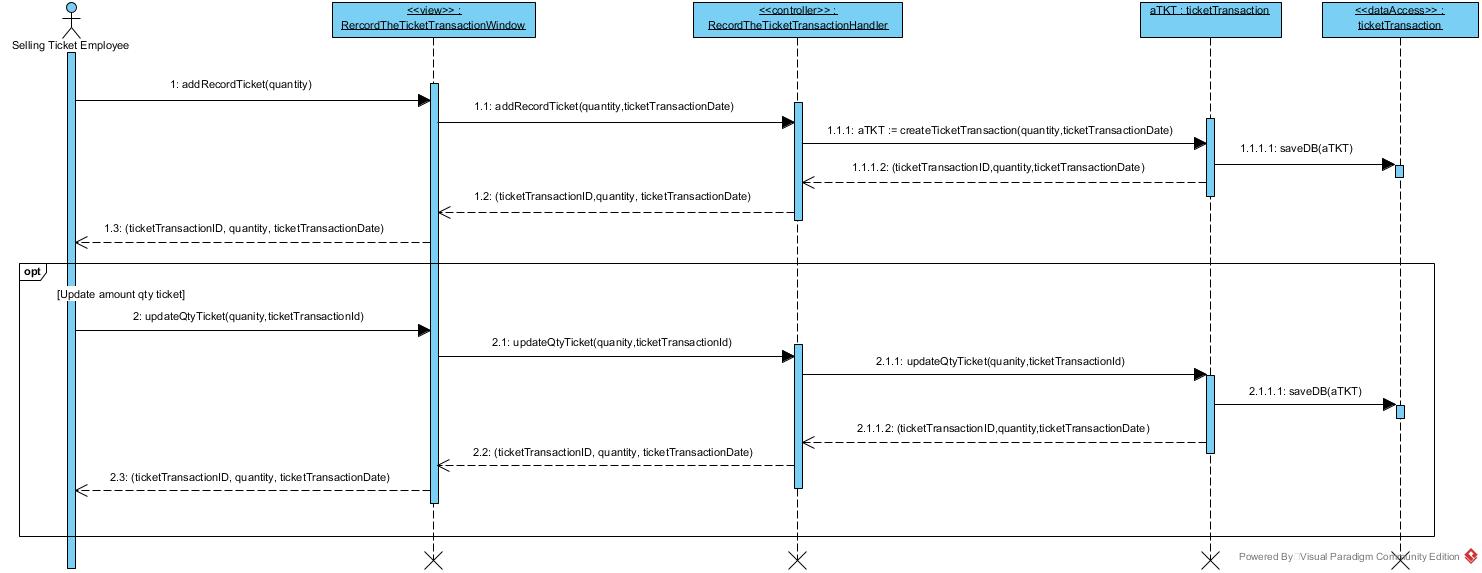 <<view>> :
RercordTheTicketTransactionWindow
<<controller>> :
RecordTheTicketTransactionHandler
aTKT : ticketTransaction
<<dataAccess>> :
ticketTransaction
Selling Ticket Employee
1: addRecordTicket(quantity)
1.1: addRecordTicket(quantity,ticketTransactionDate)
1.1.1: aTKT := createTicketTransaction(quantity,ticketTransactionDate)
1.1.1.1: saveDB(aTKT)
1.1.1.2: (ticketTransactionID,quantity,ticketTransactionDate)
1.2: (ticketTransactionID,quantity, ticketTransactionDate)
1.3: (ticketTransactionID, quantity, ticketTransactionDate)
opt
[Update amount qty ticket]
2: updateQtyTicket(quanity,ticketTransactionId)
2.1: updateQtyTicket(quanity,ticketTransactionId)
2.1.1: updateQtyTicket(quanity,ticketTransactionId)
2.1.1.1: saveDB(aTKT)
2.1.1.2: (ticketTransactionID,quantity,ticketTransactionDate)
2.2: (ticketTransactionID, quantity, ticketTransactionDate)
2.3: (ticketTransactionID, quantity, ticketTransactionDate)
Powered By Visual Paradigm Community Edition